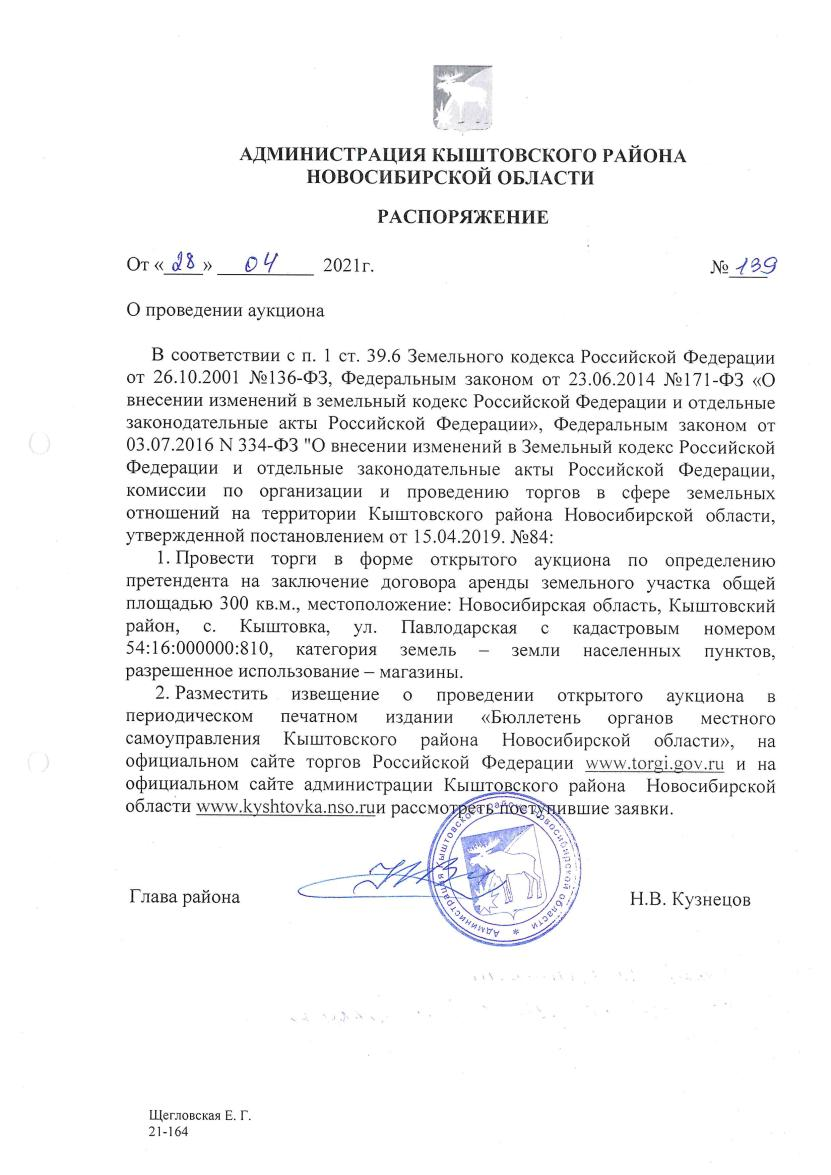 АДМИНИСТРАЦИЯ КЫШТОВСКОГО РАЙОНА
НОВОСИБИРСКОЙ ОБЛАСТИ
РАСПОРЯЖЕНИЕ
От « 28 » 04 2021г. № 139
О проведении аукциона
В соответствии с п. 1 ст. 39.6 Земельного кодекса Российской Федерации
от 26.10.2001 №136-ФЗ, Федеральным законом от 23.06.2014 №171-ФЗ «О
внесении изменений в земельный кодекс Российской Федерации и отдельные
законодательные акты Российской Федерации», Федеральным законом от
03.07.2016 N 334-ФЗ "О внесении изменений в Земельный кодекс Российской
Федерации и отдельные законодательные акты Российской Федерации,
комиссии по организации и проведению торгов в сфере земельных
отношений на территории Кыштовского района Новосибирской области,
утвержденной постановлением от 15.04.2019. №84:
1. Провести торги в форме открытого аукциона по определению
претендента на заключение договора аренды земельного участка общей
площадью 300 кв.м., местоположение: Новосибирская область, Кыштовский
район, с. Кыштовка, ул. Павлодарская с кадастровым номером
54:16:000000:810, категория земель – земли населенных пунктов,
разрешенное использование – магазины.
2. Разместить извещение о проведении открытого аукциона в
периодическом печатном издании «Бюллетень органов местного
самоуправления Кыштовского района Новосибирской области», на
официальном сайте торгов Российской Федерации www.torgi.gov.ru и на
официальном сайте администрации Кыштовского района Новосибирской
области www.kyshtovka.nso.ruи рассмотреть поступившие заявки.
Администрация Кыштовского района Новосибирской области *
Глава района Н.В. Кузнецов
Щегловская Е. Г.
21-164